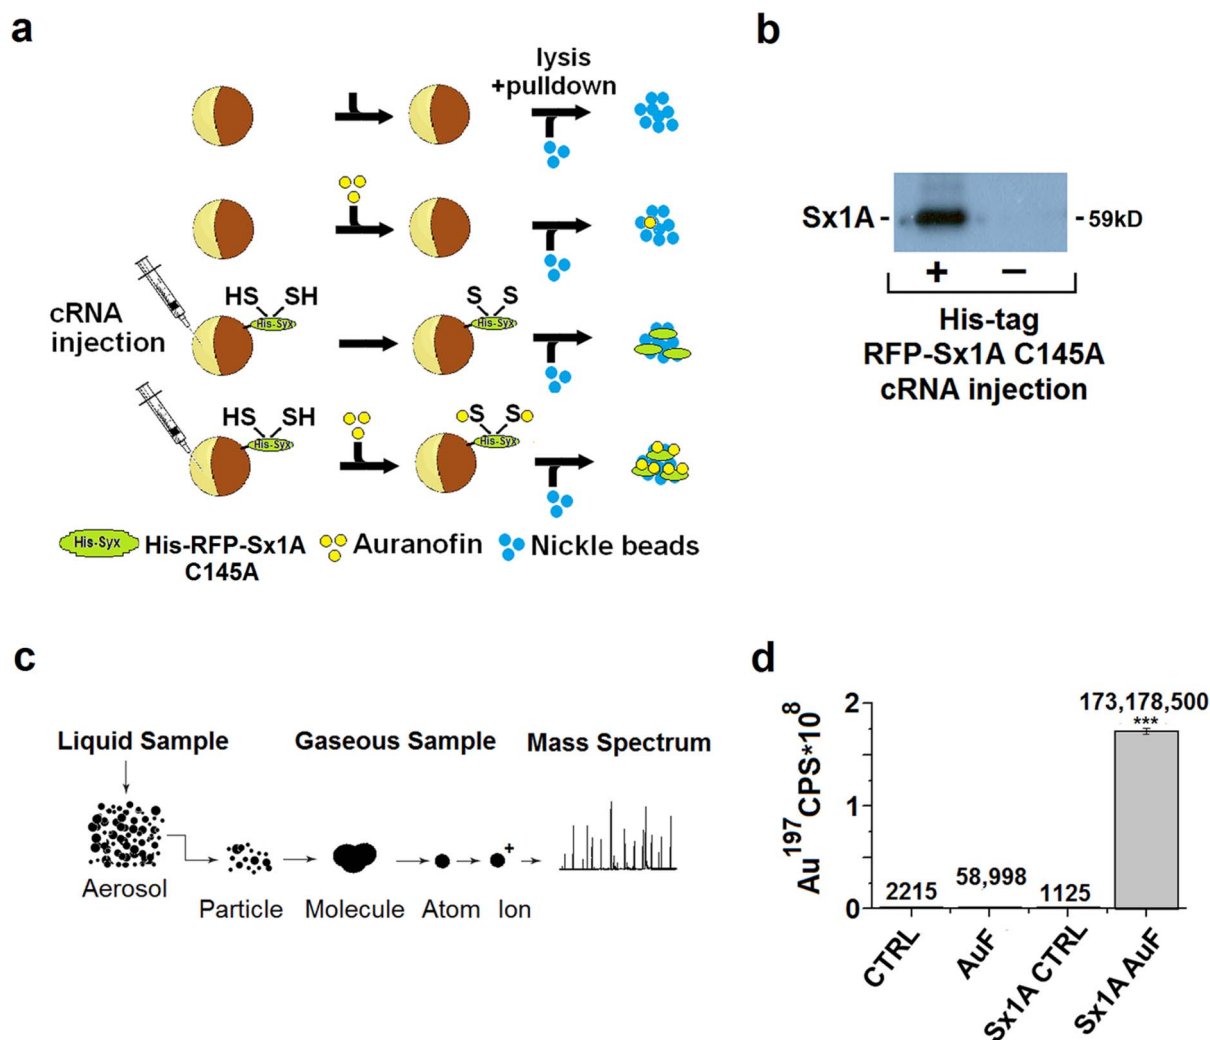 a
lysis
+pulldown
cRNA
injection
HS SH
His-Syx
S S
His-Syx
HS SH
His-Syx
S S
His-Syx
His-Syx His-RFP-Sx1A
C145A
Auranofin
Nickle beads
b
Sx1A - - 59kD
+ −
His-tag
RFP-Sx1A C145A
cRNA injection
c
Liquid Sample Gaseous Sample Mass Spectrum
Aerosol
+
Particle Molecule Atom Ion
d
Au197CPS*108
2
1
0
2215
58,998
1125
173,178,500
***
CTRL
AuF
Sx1A CTRL
Sx1A AuF